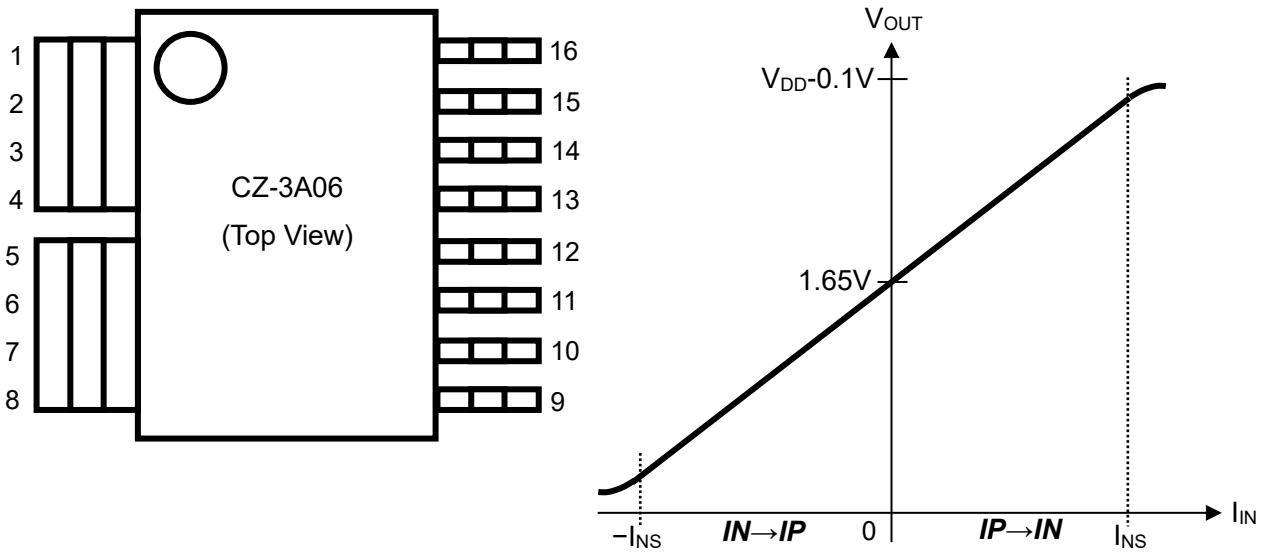 1
2
3
4
5
6
7
8
CZ-3A06
(Top View)
16
15
14
13
12
11
10
9
VOUT
VDD-0.1V
1.65V
IIN
−INS
IN→IP
0
IP→IN
INS